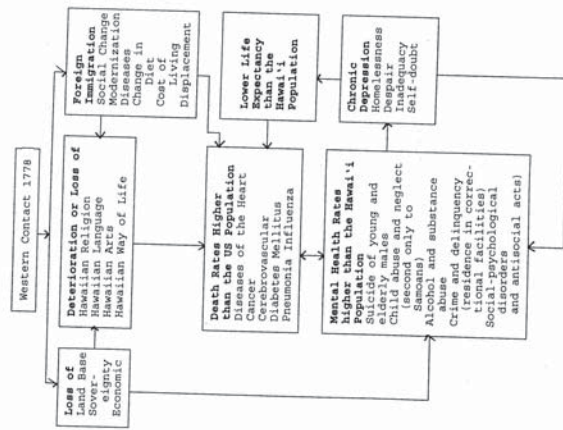 Western Contact 1778
Loss of
Land Base
Sover-
eignty
Economic
Deterioration or Loss of
Hawaiian Religion
Hawaiian Language
Hawaiian Arts
Hawaiian Way of Life
Foreign
Immigration
Social Change
Modernization
Diseases
Change in
Diet
Cost of
Living
Displacement
Death Rates Higher
than the US Population
Diseases of the Heart
Cancer
Cerebrovascular
Diabetes Mellitus
Pneumonia Influenza
Lower Life
Expectancy
than the
Hawai'i
Population
Mental Health Rates
higher than the Hawai'i
Population
Suicide of young and
elderly males
Child abuse and neglect
(second only to
Samoans)
Alcohol and substance
abuse
Crime and delinquency
(residence in correc-
tional facilities)
Social-psychological
disorders
and antisocial acts)
Chronic
Depression
Homelessness
Despair
Inadequacy
Self-doubt